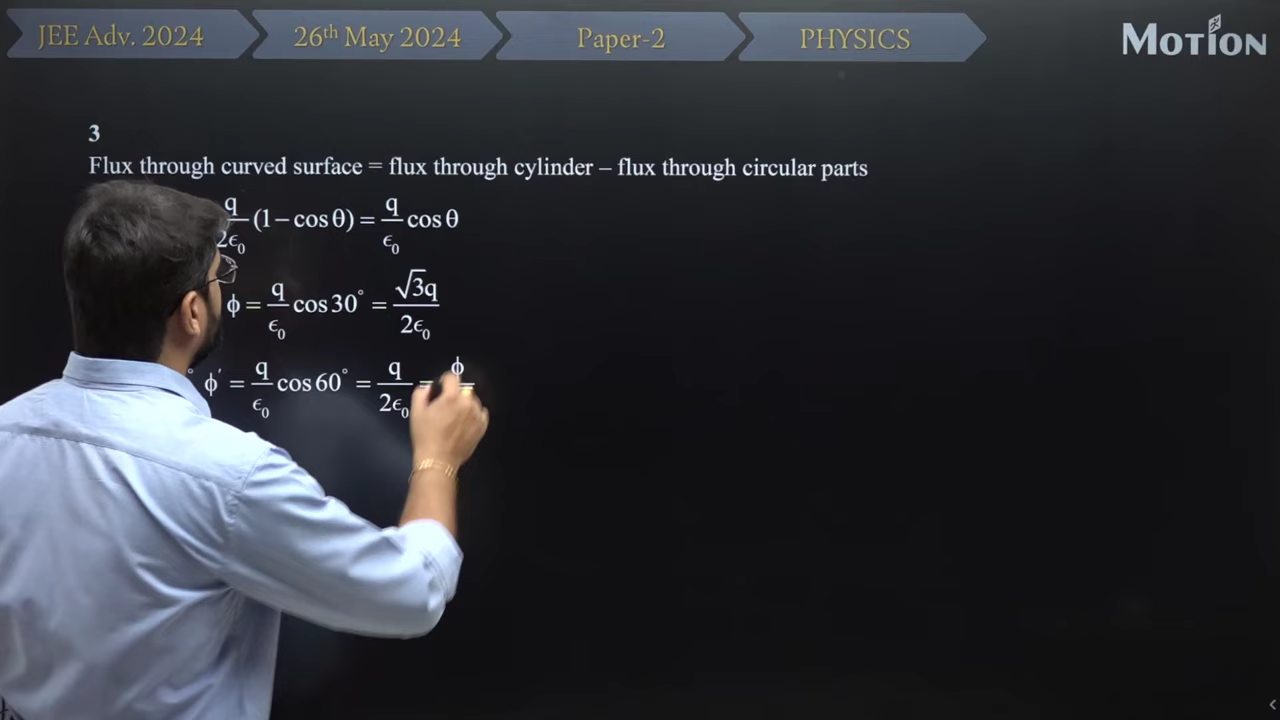 JEE Adv. 2024
26th May 2024
Paper-2
PHYSICS
MOTION
3
Flux through curved surface = flux through cylinder – flux through circular parts
q/2ϵ₀ (1 – cos θ) = q/ϵ₀ cos θ
ϕ = q/ϵ₀ cos 30° = √3q/2ϵ₀
° ϕ′ = q/ϵ₀ cos 60° = q/2ϵ₀ = ϕ